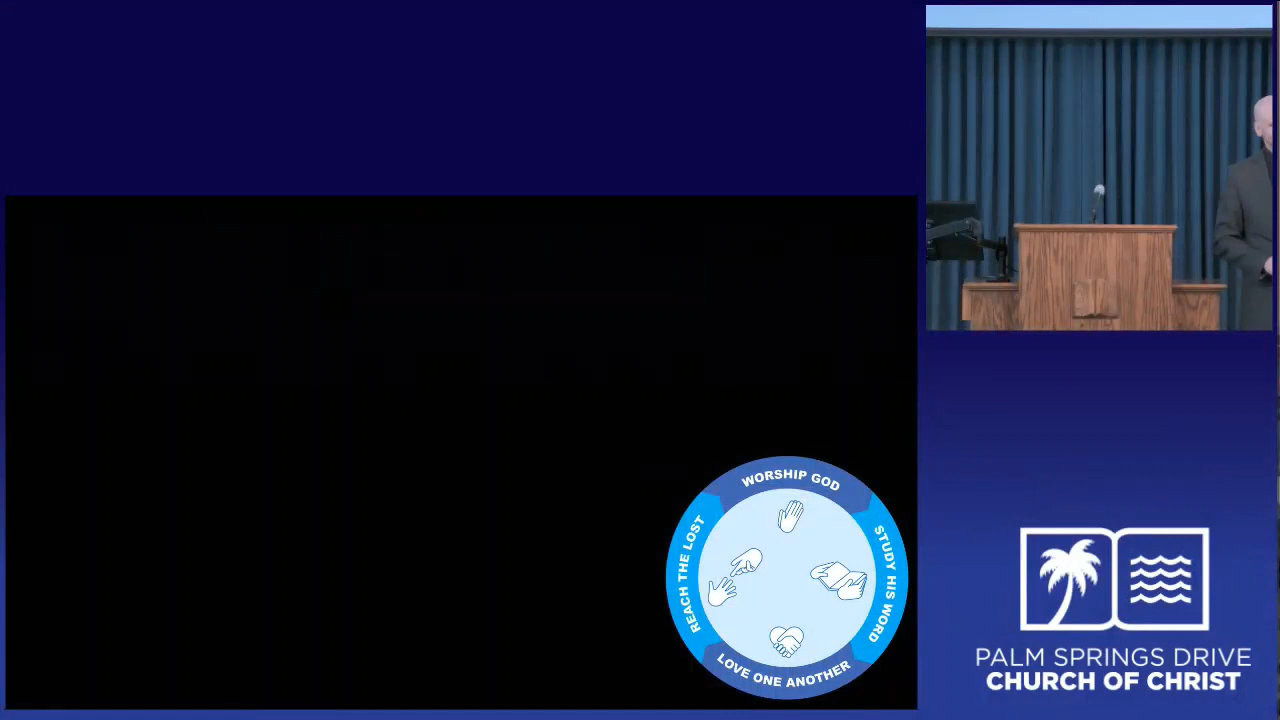 WORSHIP GOD
STUDY HIS WORD
LOVE ONE ANOTHER
REACH THE LOST
PALM SPRINGS DRIVE
CHURCH OF CHRIST